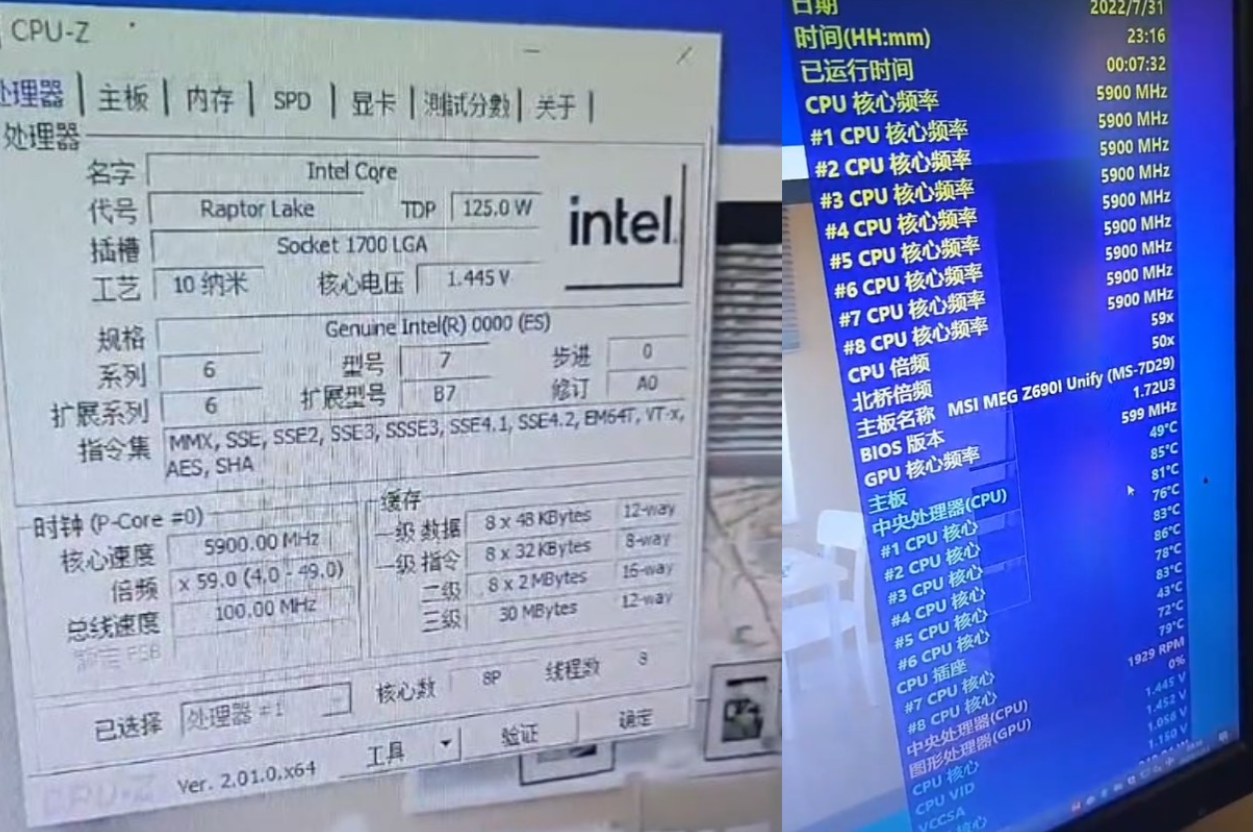 CPU-Z
处理器 主板 内存 SPD 显卡 测试分數 关于
处理器
名字 Intel Core
代号 Raptor Lake TDP 125.0 W
插槽 Socket 1700 LGA
工艺 10 纳米 核心电压 1.445 V
intel.
规格 Genuine Intel(R) 0000 (ES)
系列 6 型号 7 步进 0
扩展系列 6 扩展型号 B7 修订 A0
指令集 MMX, SSE, SSE2, SSE3, SSSE3, SSE4.1, SSE4.2, EM64T, VT-x,
AES, SHA
时钟 (P-Core #0)
核心速度 5900.00 MHz
倍频 x 59.0 (4.0 - 49.0)
总线速度 100.00 MHz
额定 FSB
缓存
一级 数据 8 x 48 KBytes 12-way
一级 指令 8 x 32 KBytes 8-way
二级 8 x 2 MBytes 16-way
三级 30 MBytes 12-way
已选择 处理器 #1 核心数 8P 线程数 8
CPU-Z Ver. 2.01.0.x64 工具 验证 确定
日期 2022/7/31
时间(HH:mm) 23:16
已运行时间 00:07:32
CPU 核心频率 5900 MHz
#1 CPU 核心频率 5900 MHz
#2 CPU 核心频率 5900 MHz
#3 CPU 核心频率 5900 MHz
#4 CPU 核心频率 5900 MHz
#5 CPU 核心频率 5900 MHz
#6 CPU 核心频率 5900 MHz
#7 CPU 核心频率 5900 MHz
#8 CPU 核心频率 5900 MHz
CPU 倍频 59x
北桥倍频 50x
主板名称 MSI MEG Z690I Unify (MS-7D29)
BIOS 版本 1.72U3
GPU 核心频率 599 MHz
主板 49°C
中央处理器(CPU) 85°C
#1 CPU 核心 81°C
#2 CPU 核心 76°C
#3 CPU 核心 83°C
#4 CPU 核心 86°C
#5 CPU 核心 78°C
#6 CPU 核心 83°C
CPU 插座 43°C
#7 CPU 核心 72°C
#8 CPU 核心 79°C
中央处理器(CPU) 1929 RPM
图形处理器(GPU) 0%
CPU 核心 1.445 V
CPU VID 1.452 V
VCCSA 1.056 V
核心 1.150 V